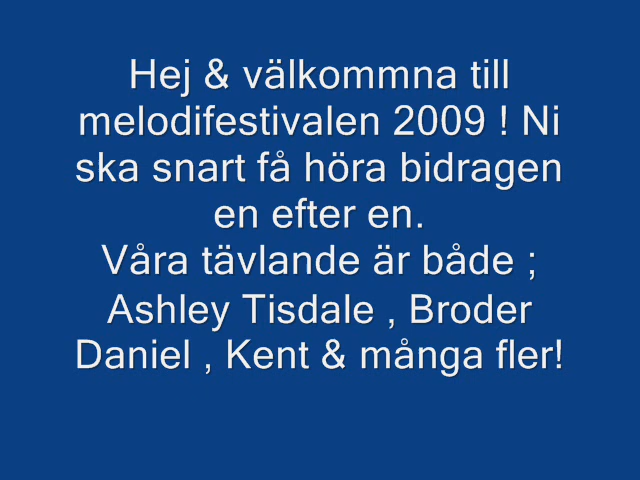 Hej & välkommna till
melodifestivalen 2009 ! Ni
ska snart få höra bidragen
en efter en.
Våra tävlande är både ;
Ashley Tisdale , Broder
Daniel , Kent & många fler!